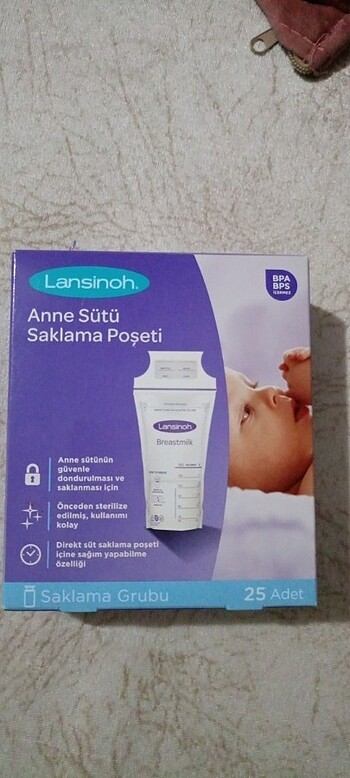 Lansinoh®
BPA
BPS
İÇERMEZ
Anne Sütü
Saklama Poşeti
Lansinoh
Breastmilk
Anne sütünün
güvenle
dondurulması ve
saklanması için
Önceden sterilize
edilmiş, kullanımı
kolay
Direkt süt saklama poşeti
içine sağım yapabilme
özelliği
Saklama Grubu
25 Adet